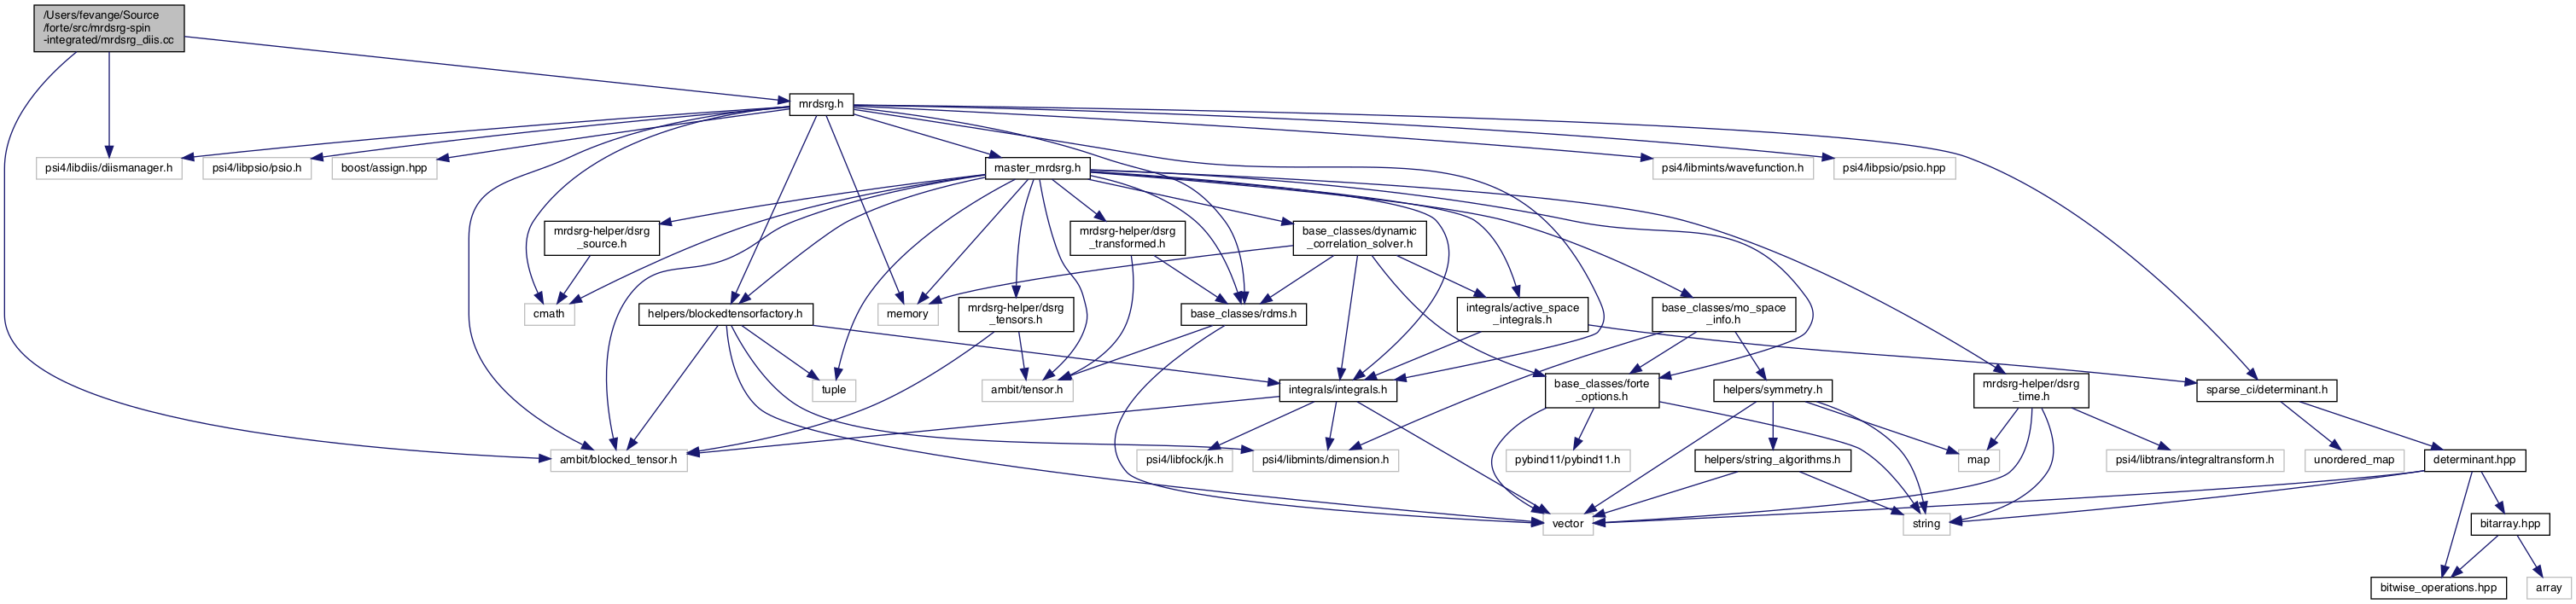 /Users/fevange/Source
/forte/src/mrdsrg-spin
-integrated/mrdsrg_diis.cc
mrdsrg.h
psi4/libdiis/diismanager.h
psi4/libpsio/psio.h
boost/assign.hpp
master_mrdsrg.h
psi4/libmints/wavefunction.h
psi4/libpsio/psio.hpp
mrdsrg-helper/dsrg
_source.h
mrdsrg-helper/dsrg
_transformed.h
base_classes/dynamic
_correlation_solver.h
cmath
helpers/blockedtensorfactory.h
memory
mrdsrg-helper/dsrg
_tensors.h
base_classes/rdms.h
integrals/active_space
_integrals.h
base_classes/mo_space
_info.h
tuple
ambit/tensor.h
integrals/integrals.h
base_classes/forte
_options.h
helpers/symmetry.h
mrdsrg-helper/dsrg
_time.h
sparse_ci/determinant.h
ambit/blocked_tensor.h
psi4/libfock/jk.h
psi4/libmints/dimension.h
pybind11/pybind11.h
helpers/string_algorithms.h
map
psi4/libtrans/integraltransform.h
unordered_map
determinant.hpp
vector
string
bitarray.hpp
bitwise_operations.hpp
array